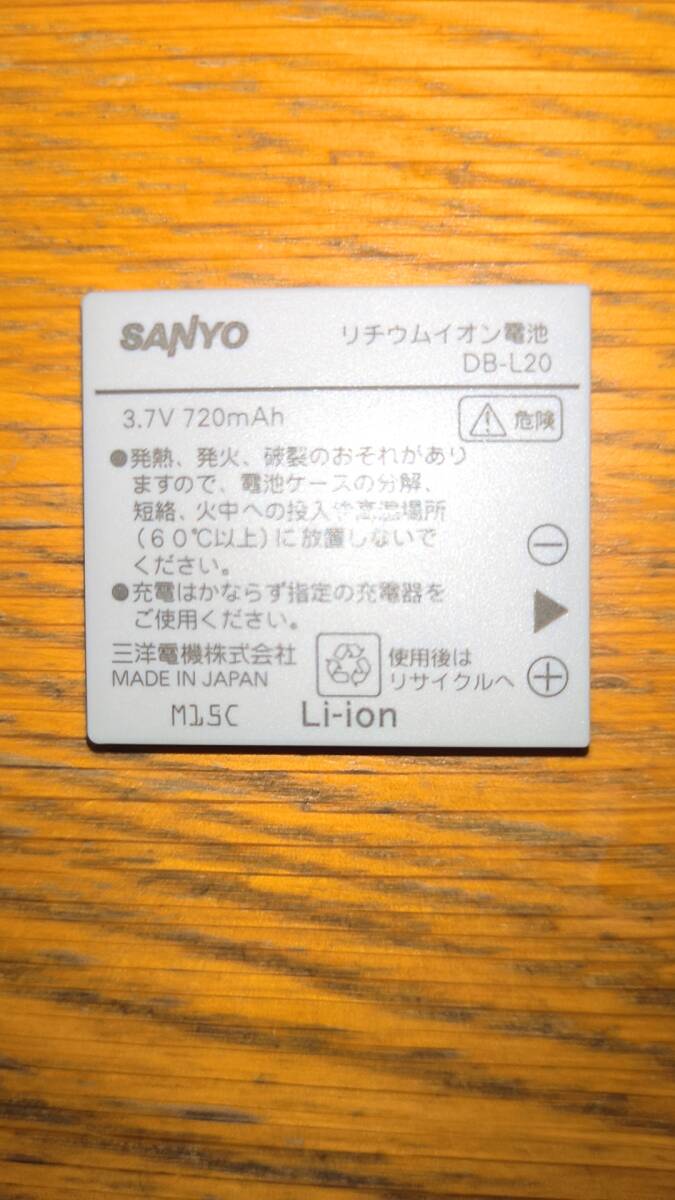 SANYO
リチウムイオン電池
DB-L20
3.7V 720mAh
危険
●発熱、発火、破裂のおそれがあり
ますので、電池ケースの分解、
短絡、火中への投入や高温場所
(60℃以上)に放置しないで
ください。
●充電はかならず指定の充電器を
ご使用ください。
三洋電機株式会社
MADE IN JAPAN
使用後は
リサイクルへ
Li-ion
M15C
Li-ion